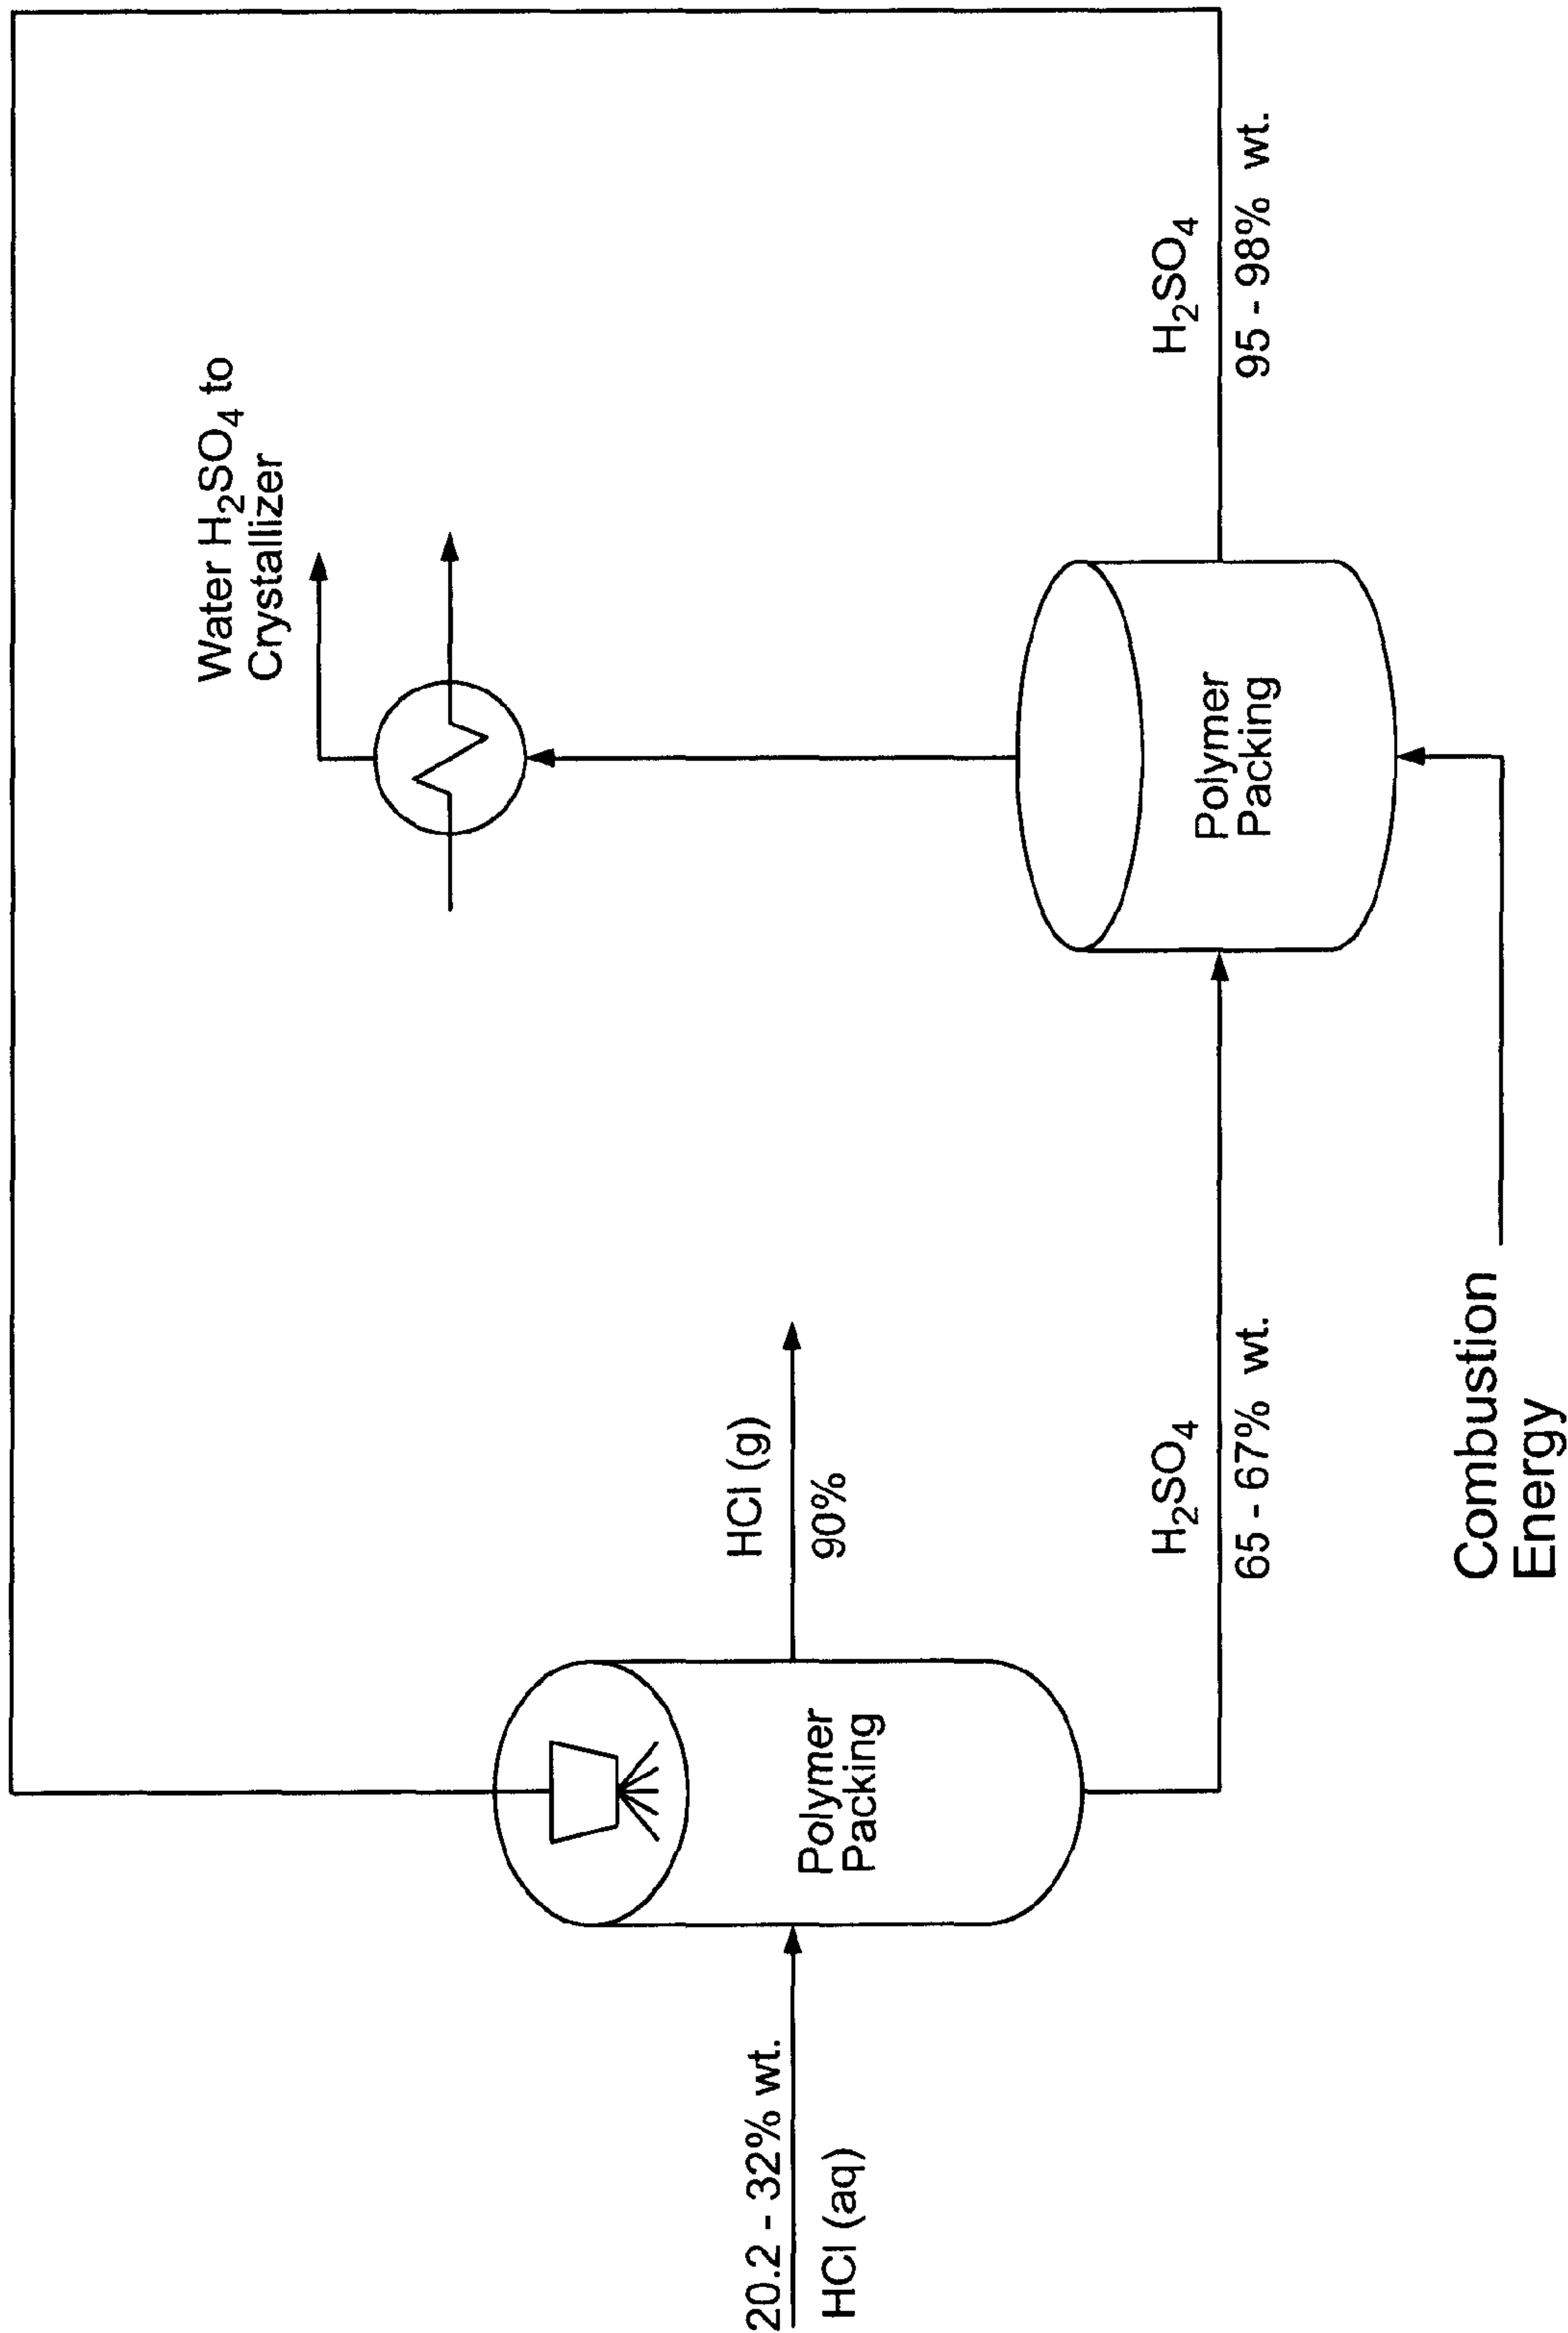 Water H₂SO₄ to
Crystallizer
20.2 - 32% wt.
HCl (aq)
HCl (g)
90%
Polymer
Packing
H₂SO₄
65 - 67% wt.
Polymer
Packing
H₂SO₄
95 - 98% wt.
Combustion
Energy